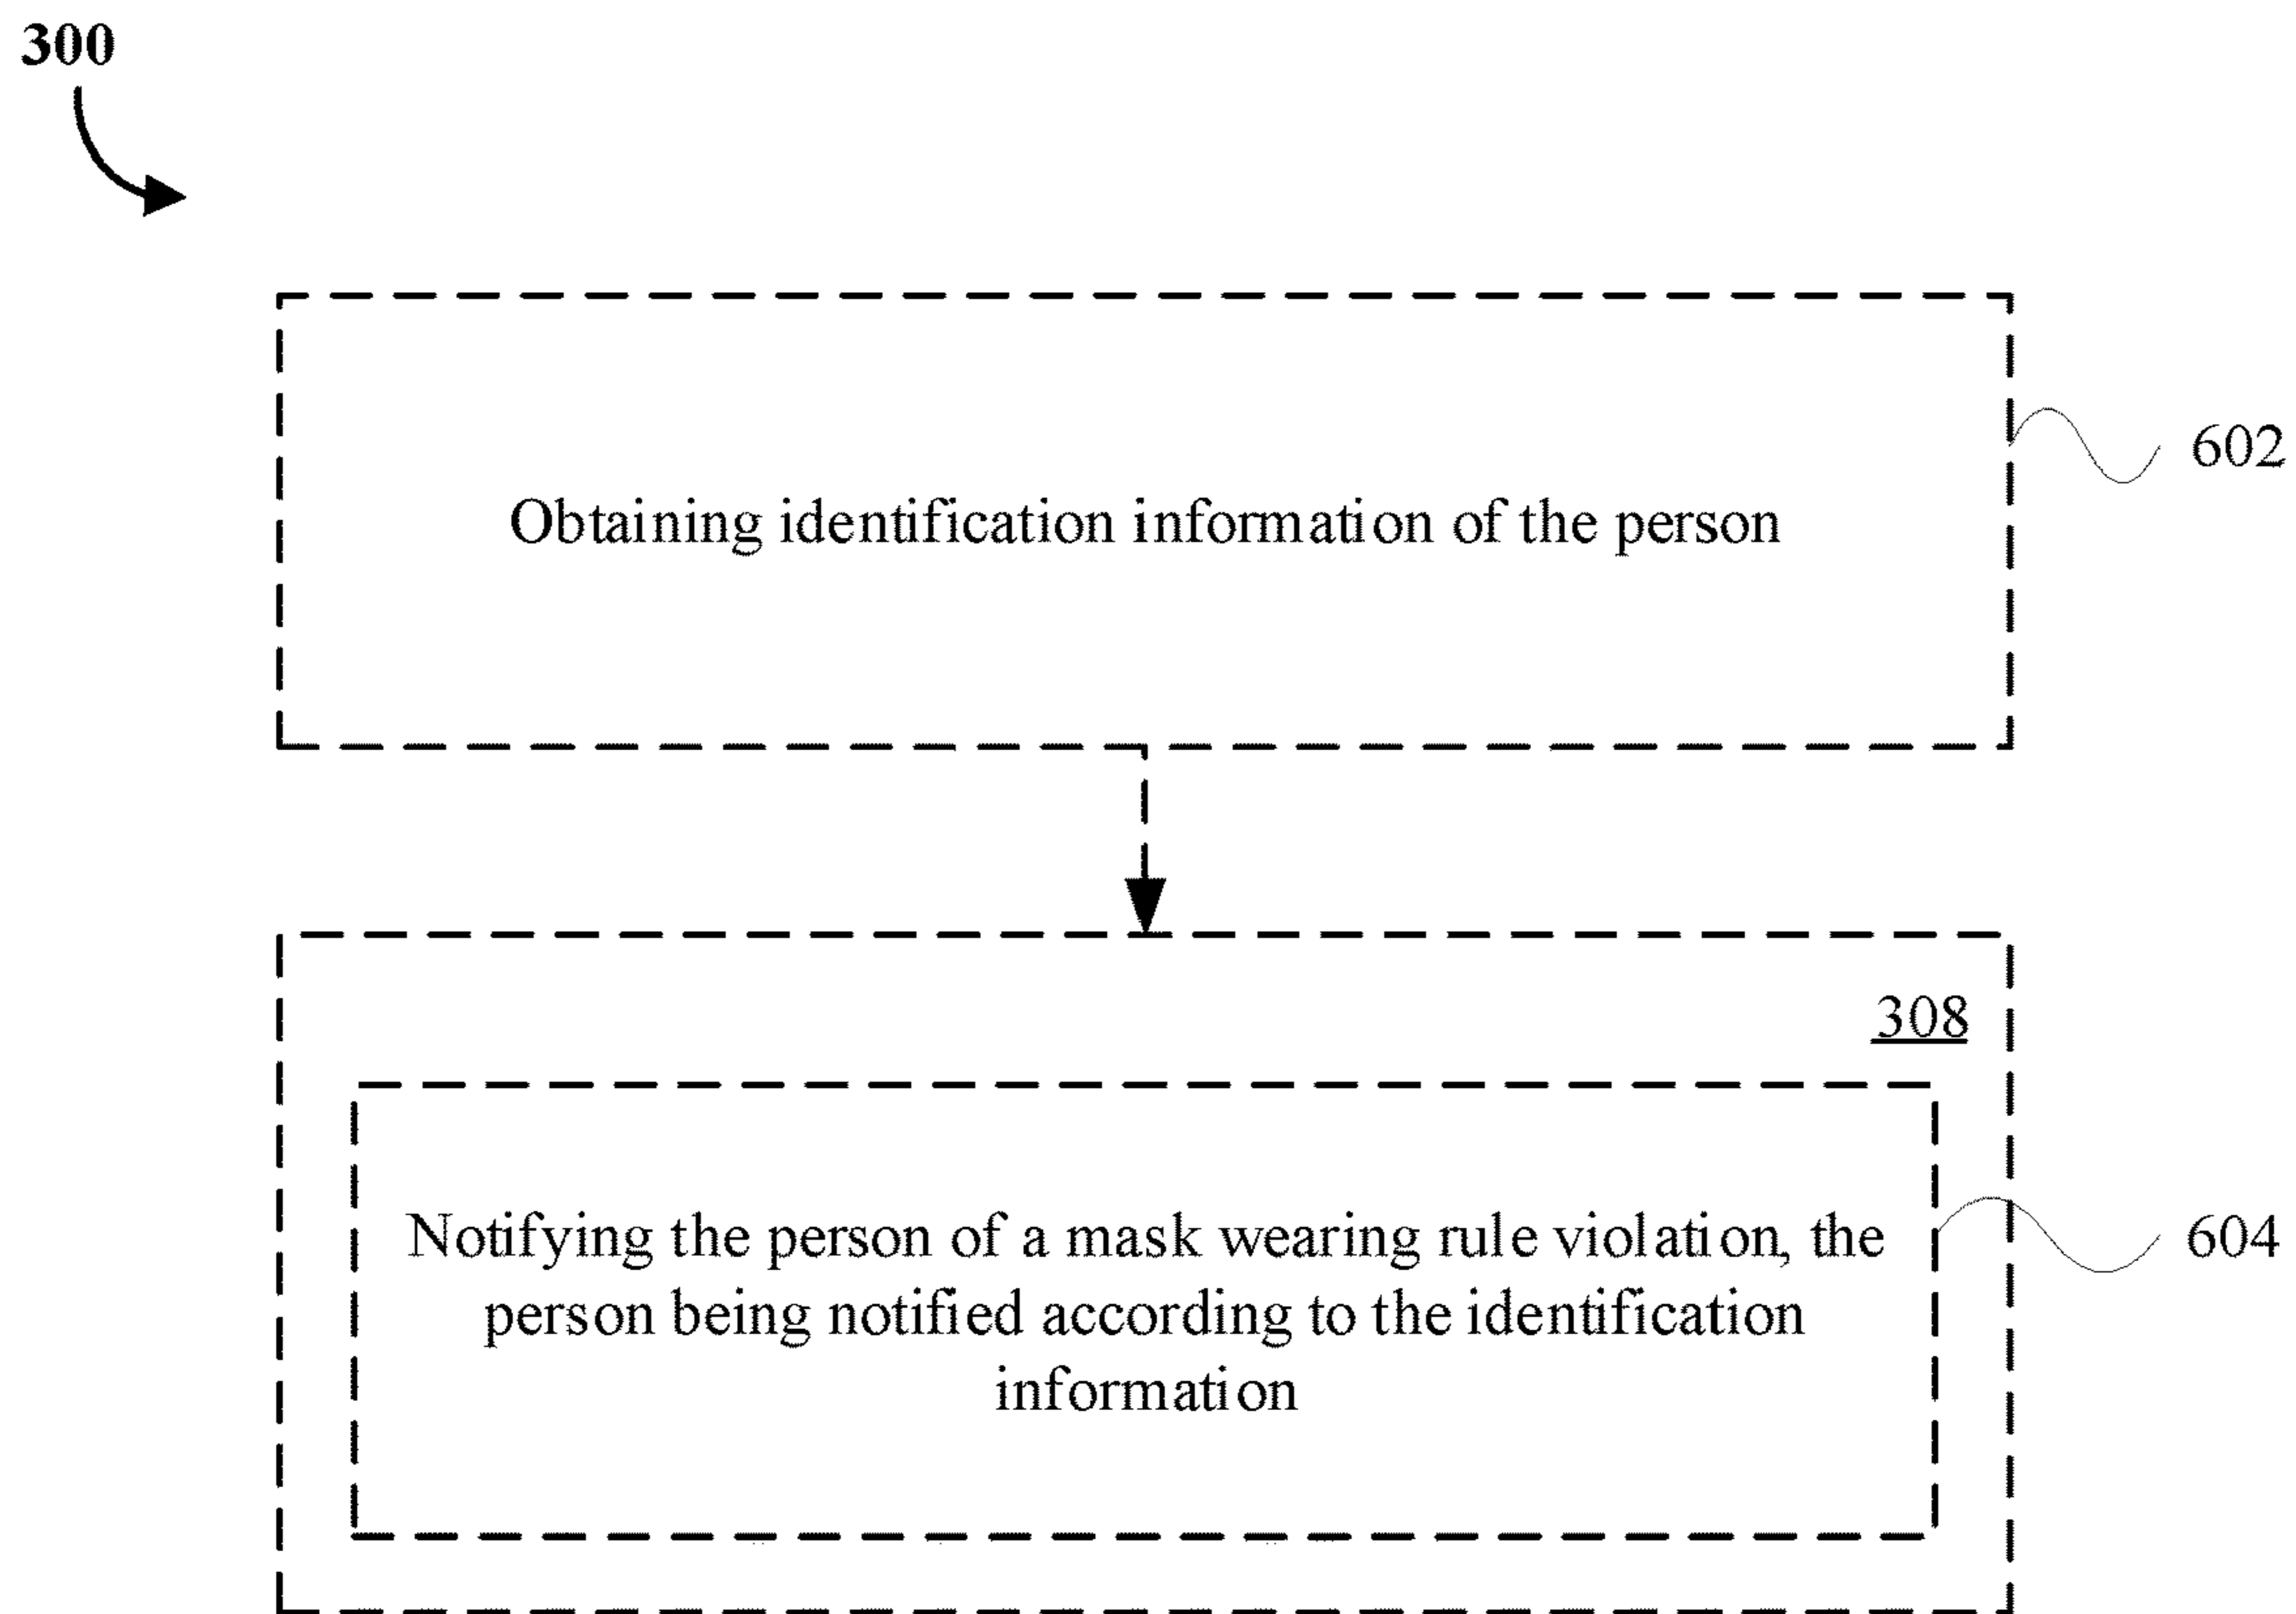 300
Obtaining identification information of the person
602
308
Notifying the person of a mask wearing rule violation, the
person being notified according to the identification
information
604